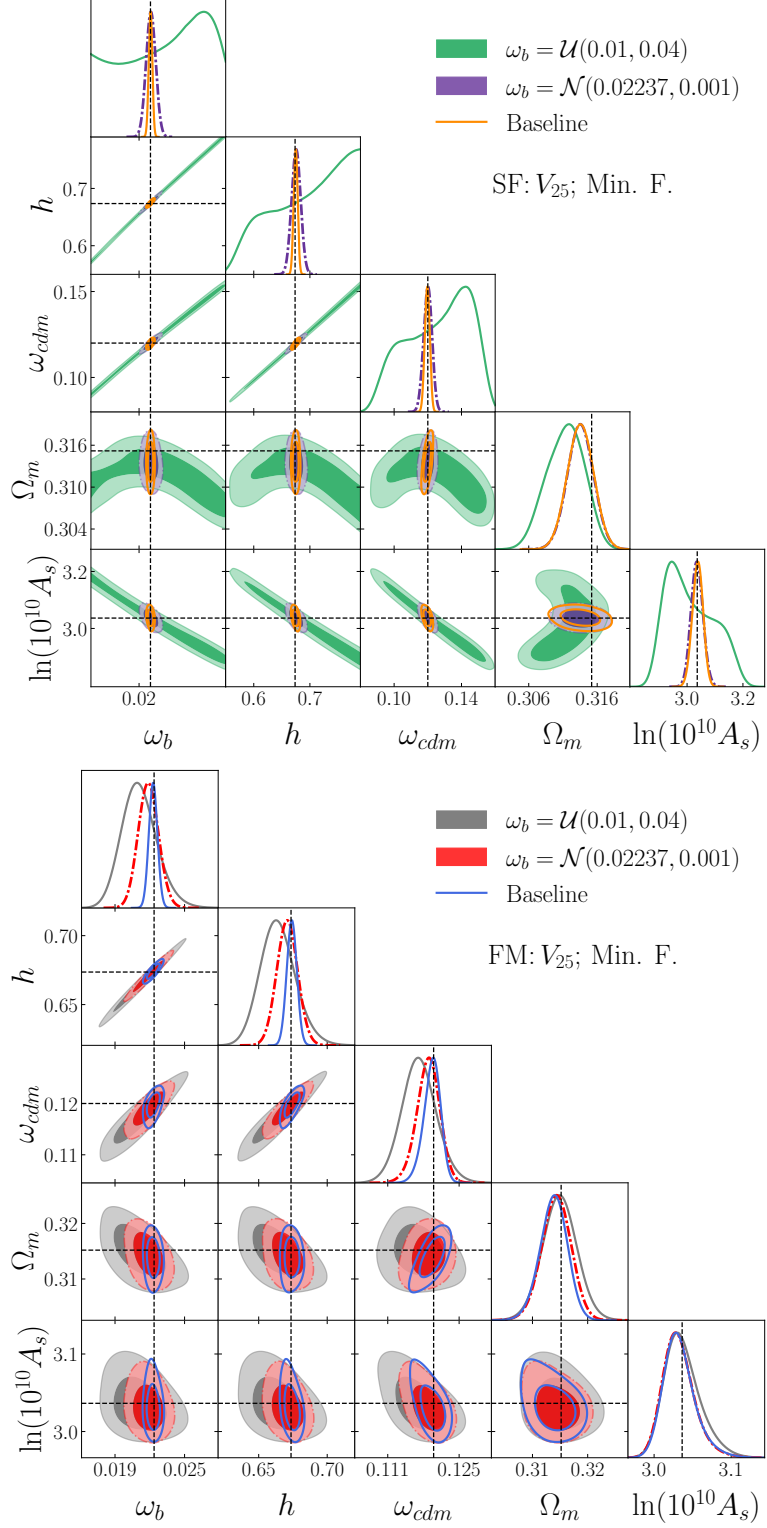 ω_b = 𝒰(0.01, 0.04)
ω_b = 𝒩(0.02237, 0.001)
Baseline
SF: V_25; Min. F.
h
0.7
0.6
ω_cdm
0.15
0.10
Ω_m
0.316
0.310
0.304
ln(10^10 A_s)
3.2
3.0
0.02
0.6
0.7
0.10
0.14
0.306
0.316
3.0
3.2
ω_b
h
ω_cdm
Ω_m
ln(10^10 A_s)
ω_b = 𝒰(0.01, 0.04)
ω_b = 𝒩(0.02237, 0.001)
Baseline
FM: V_25; Min. F.
h
0.70
0.65
ω_cdm
0.12
0.11
Ω_m
0.32
0.31
ln(10^10 A_s)
3.1
3.0
0.019
0.025
0.65
0.70
0.111
0.125
0.31
0.32
3.0
3.1
ω_b
h
ω_cdm
Ω_m
ln(10^10 A_s)